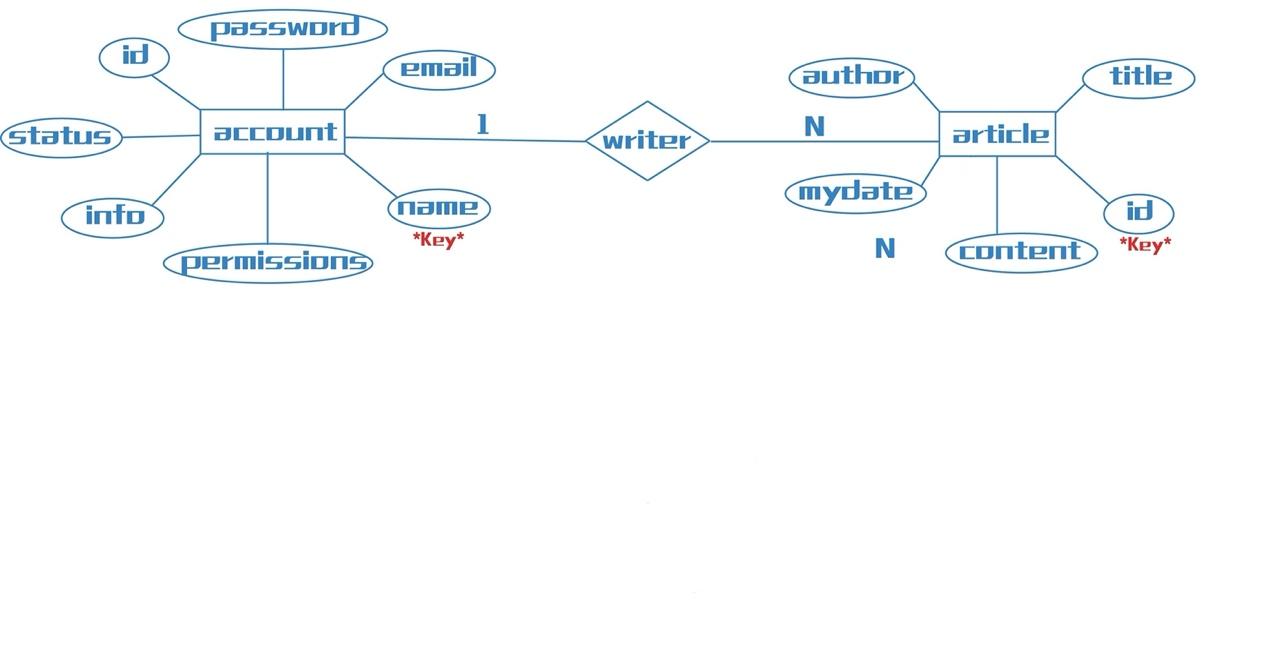 password
id
email
author
title
status
account
1
writer
N
article
info
name
*Key*
mydate
id
*Key*
permissions
N
content